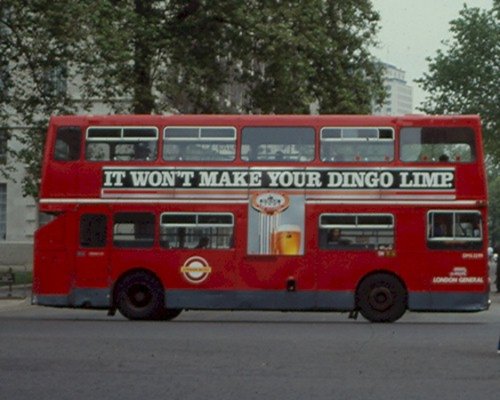 IT WON'T MAKE YOUR DINGO LIMP.
LONDON GENERAL